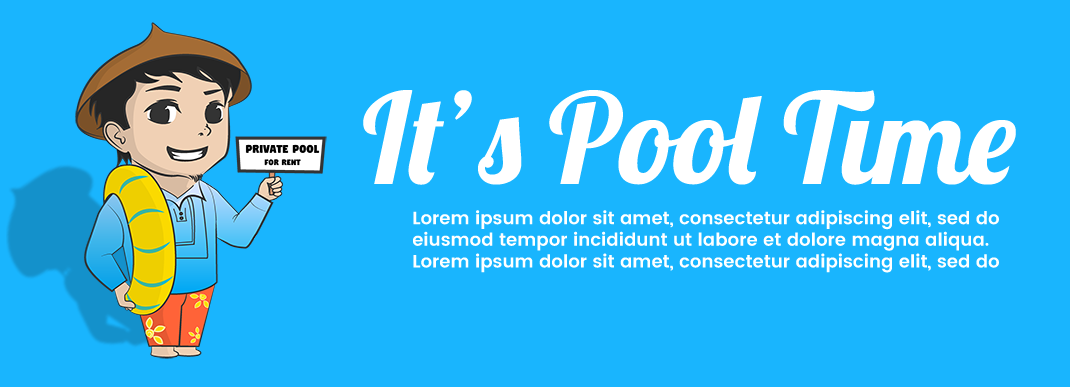 PRIVATE POOL
FOR RENT
It's Pool Time
Lorem ipsum dolor sit amet, consectetur adipiscing elit, sed do
eiusmod tempor incididunt ut labore et dolore magna aliqua.
Lorem ipsum dolor sit amet, consectetur adipiscing elit, sed do